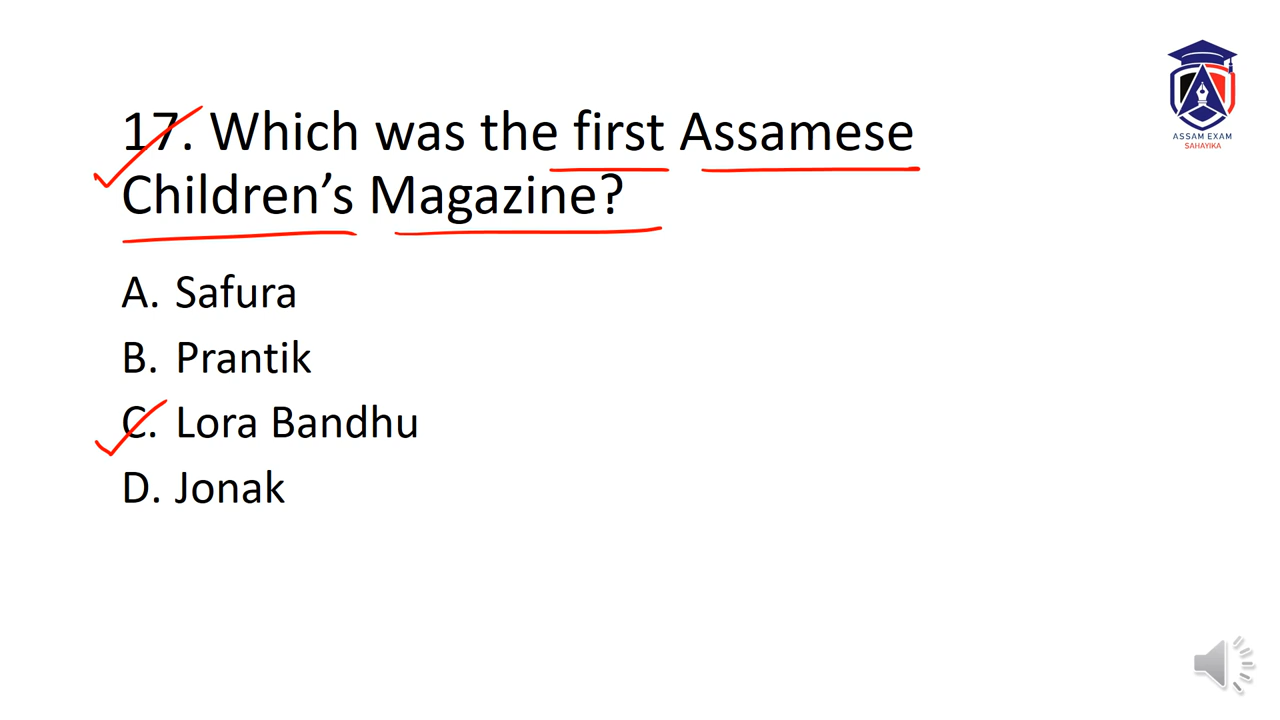 ASSAM EXAM
SAHAYIKA
17. Which was the first Assamese
Children’s Magazine?
A. Safura
B. Prantik
C. Lora Bandhu
D. Jonak